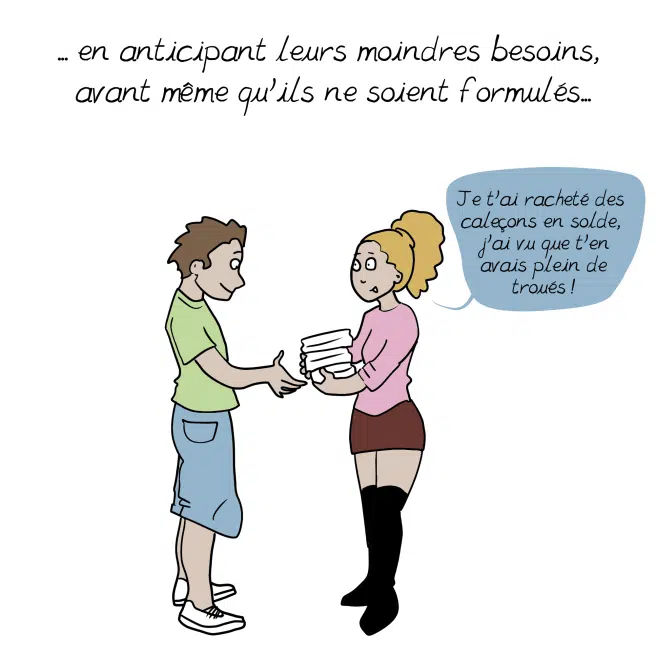 ... en anticipant leurs moindres besoins,
avant même qu'ils ne soient formulés...
Je t'ai racheté des
caleçons en solde,
j'ai vu que t'en
avais plein de
troués !